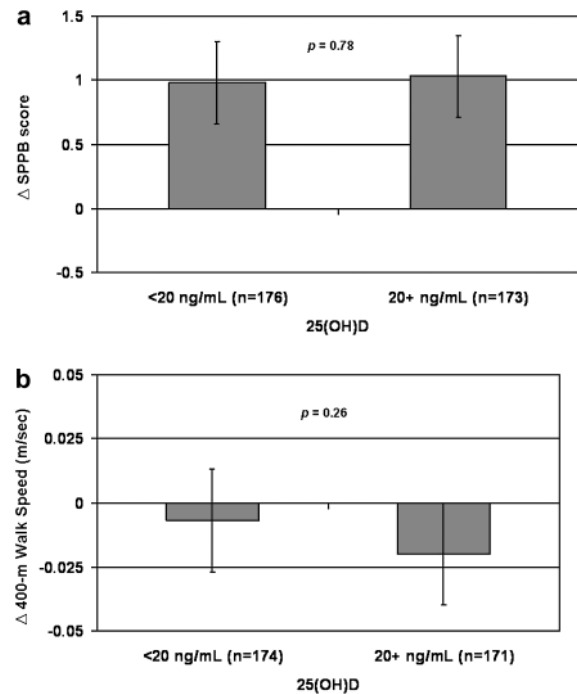 a
1.5
p = 0.78
1
0.5
0
-0.5
△ SPPB score
<20 ng/mL (n=176) 20+ ng/mL (n=173)
25(OH)D
b
0.05
p = 0.26
0.025
0
-0.025
-0.05
△ 400-m Walk Speed (m/sec)
<20 ng/mL (n=174) 20+ ng/mL (n=171)
25(OH)D